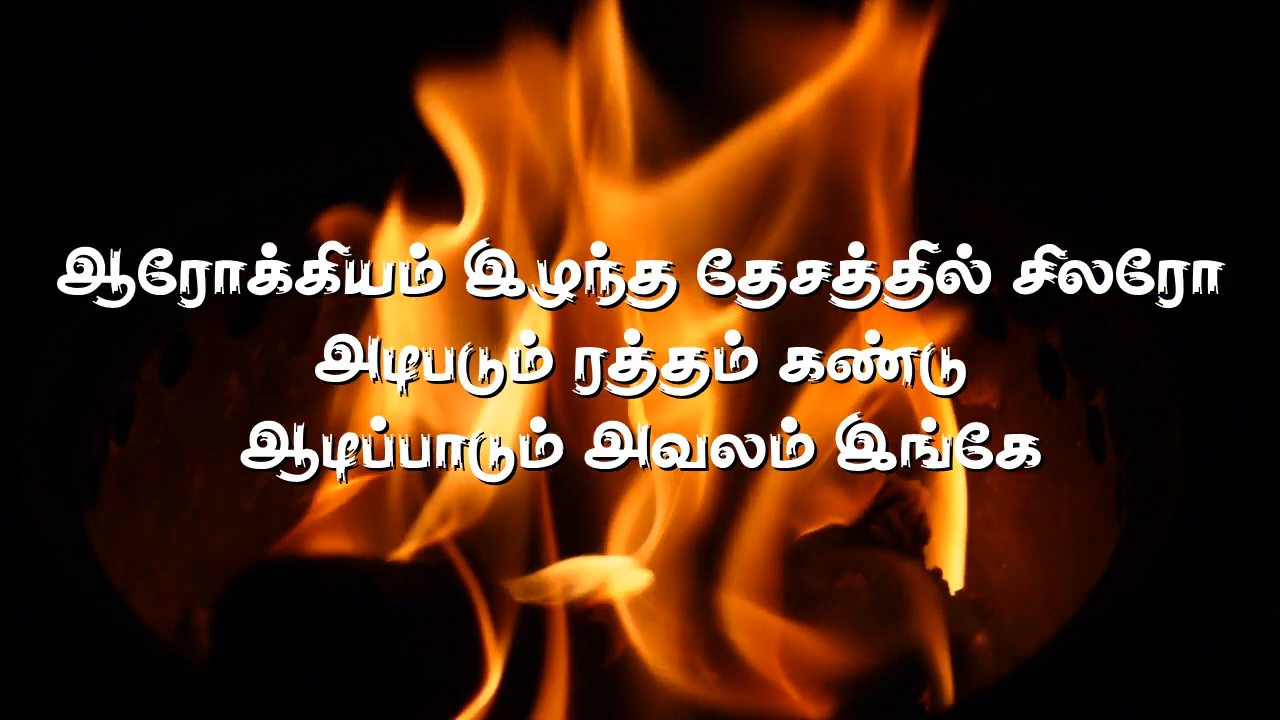 ஆரோக்கியம் இழந்த தேசத்தில் சிலரோ
அடிபடும் ரத்தம் கண்டு
ஆடிப்பாடும் அவலம் இங்கே